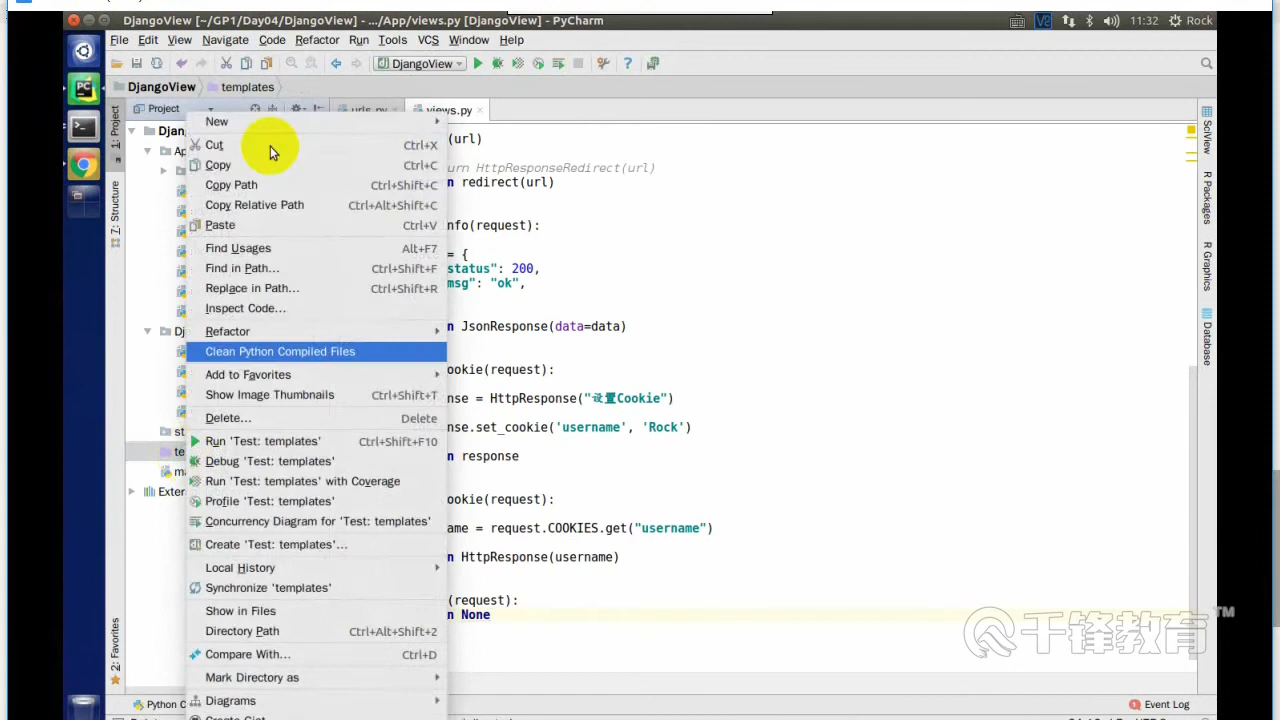 DjangoView [~/GP1/Day04/DjangoView] - .../App/views.py [DjangoView] - PyCharm
11:32
Rock
File Edit View Navigate Code Refactor Run Tools VCS Window Help
DjangoView
DjangoView templates
Project
urls.py
views.py
1: Project
7: Structure
2: Favorites
New
Cut Ctrl+X
Copy Ctrl+C
Copy Path Ctrl+Shift+C
Copy Relative Path Ctrl+Alt+Shift+C
Paste Ctrl+V
Find Usages Alt+F7
Find in Path... Ctrl+Shift+F
Replace in Path... Ctrl+Shift+R
Inspect Code...
Refactor
Clean Python Compiled Files
Add to Favorites
Show Image Thumbnails Ctrl+Shift+T
Delete... Delete
Run 'Test: templates' Ctrl+Shift+F10
Debug 'Test: templates'
Run 'Test: templates' with Coverage
Profile 'Test: templates'
Concurrency Diagram for 'Test: templates'
Create 'Test: templates'...
Local History
Synchronize 'templates'
Show in Files
Directory Path Ctrl+Alt+Shift+2
Compare With... Ctrl+D
Mark Directory as
Diagrams
(url)
rn HttpResponseRedirect(url)
n redirect(url)
nfo(request):
= {
status": 200,
msg": "ok",
n JsonResponse(data=data)
ookie(request):
nse = HttpResponse("设置Cookie")
nse.set_cookie('username', 'Rock')
n response
ookie(request):
me = request.COOKIES.get("username")
n HttpResponse(username)
(request):
n None
SciView
R Packages
R Graphics
Database
千锋教育TM
Event Log